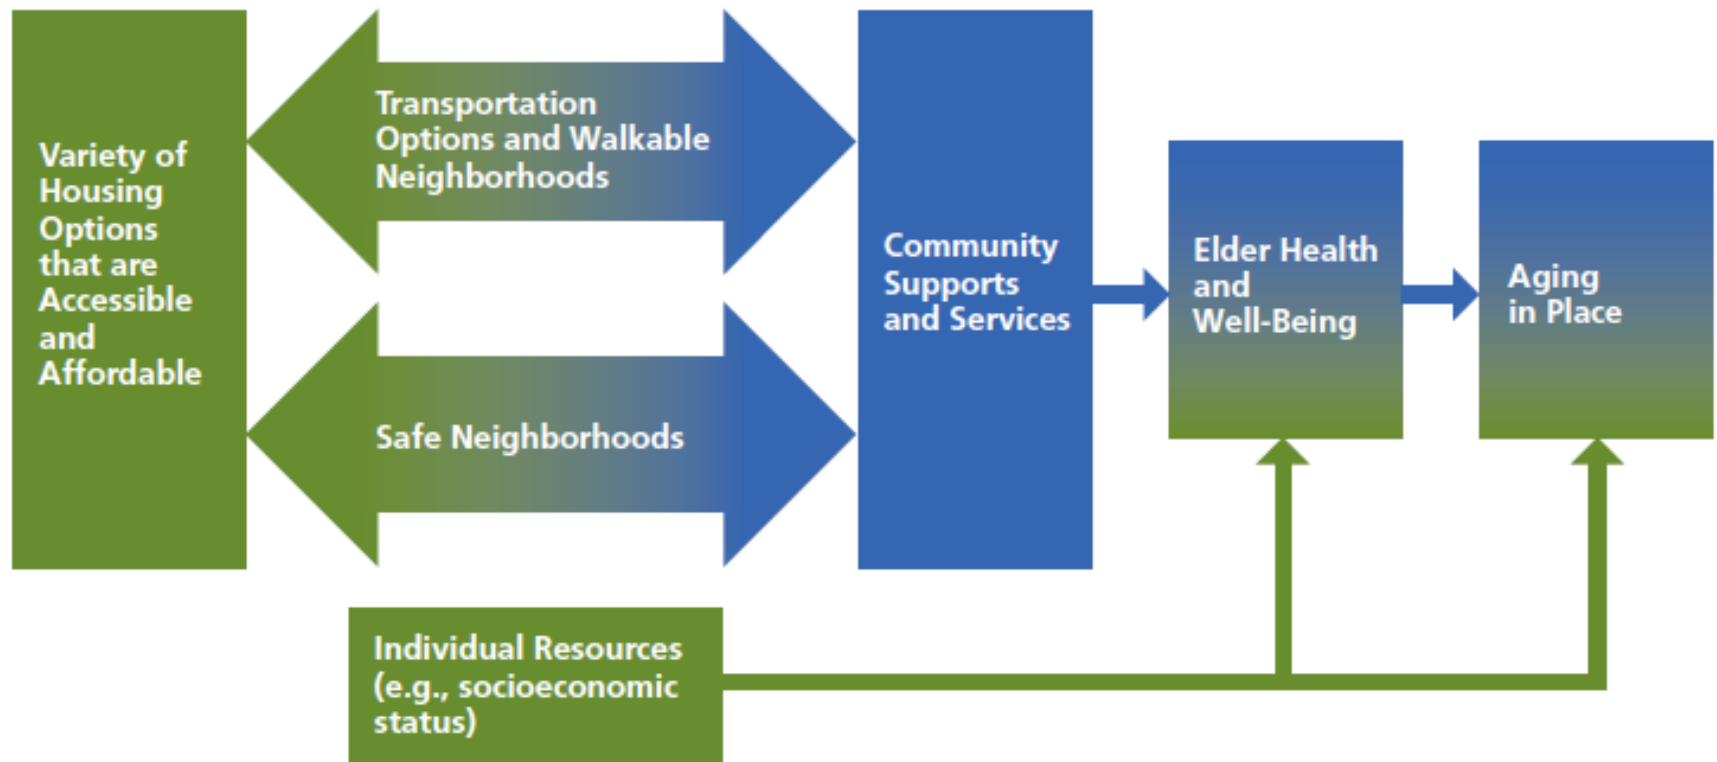 Variety of
Housing
Options
that are
Accessible
and
Affordable
Transportation
Options and Walkable
Neighborhoods
Safe Neighborhoods
Community
Supports
and Services
Elder Health
and
Well-Being
Aging
in Place
Individual Resources
(e.g., socioeconomic
status)